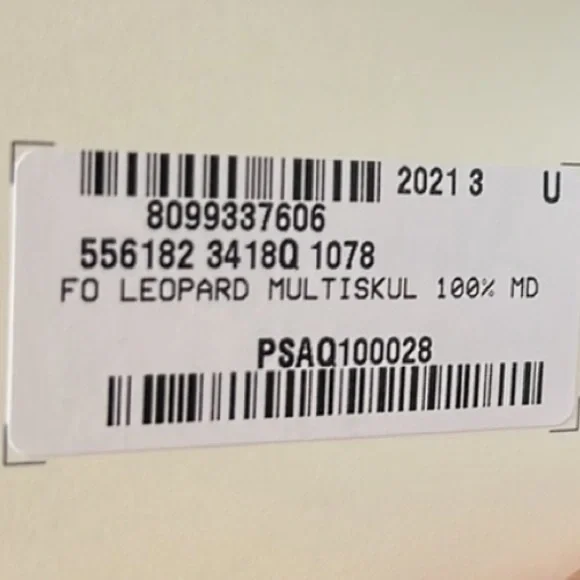 2021 3 U
8099337606
556182 3418Q 1078
FO LEOPARD MULTISKUL 100% MD
PSAQ100028